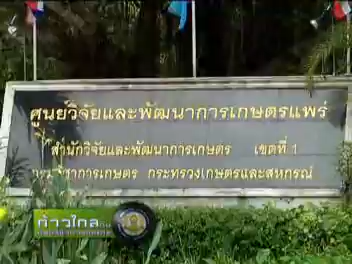 ศูนย์วิจัยและพัฒนาการเกษตรแพร่
สำนักวิจัยและพัฒนาการเกษตร เขตที่ 1
กรมวิชาการเกษตร กระทรวงเกษตรและสหกรณ์
ก้าวไกล